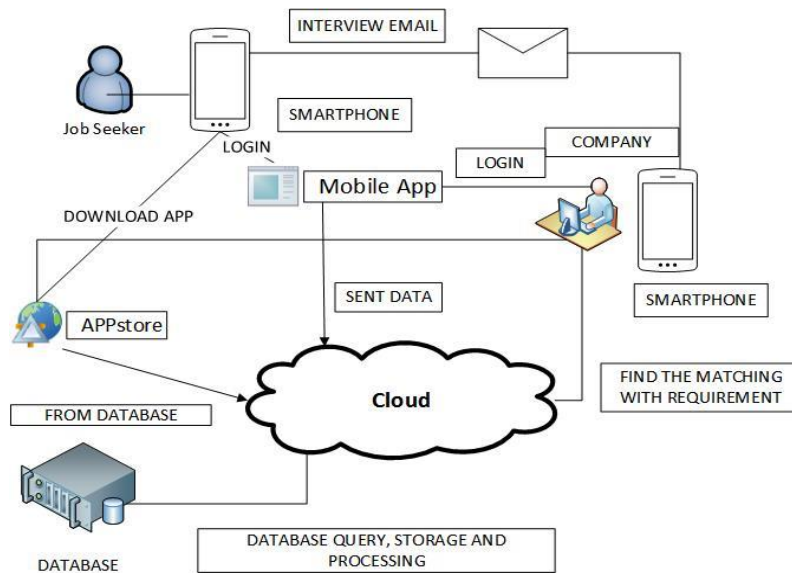 INTERVIEW EMAIL
Job Seeker
SMARTPHONE
COMPANY
LOGIN
LOGIN
Mobile App
DOWNLOAD APP
SENT DATA
SMARTPHONE
APPstore
Cloud
FIND THE MATCHING
WITH REQUIREMENT
FROM DATABASE
DATABASE QUERY, STORAGE AND
PROCESSING
DATABASE